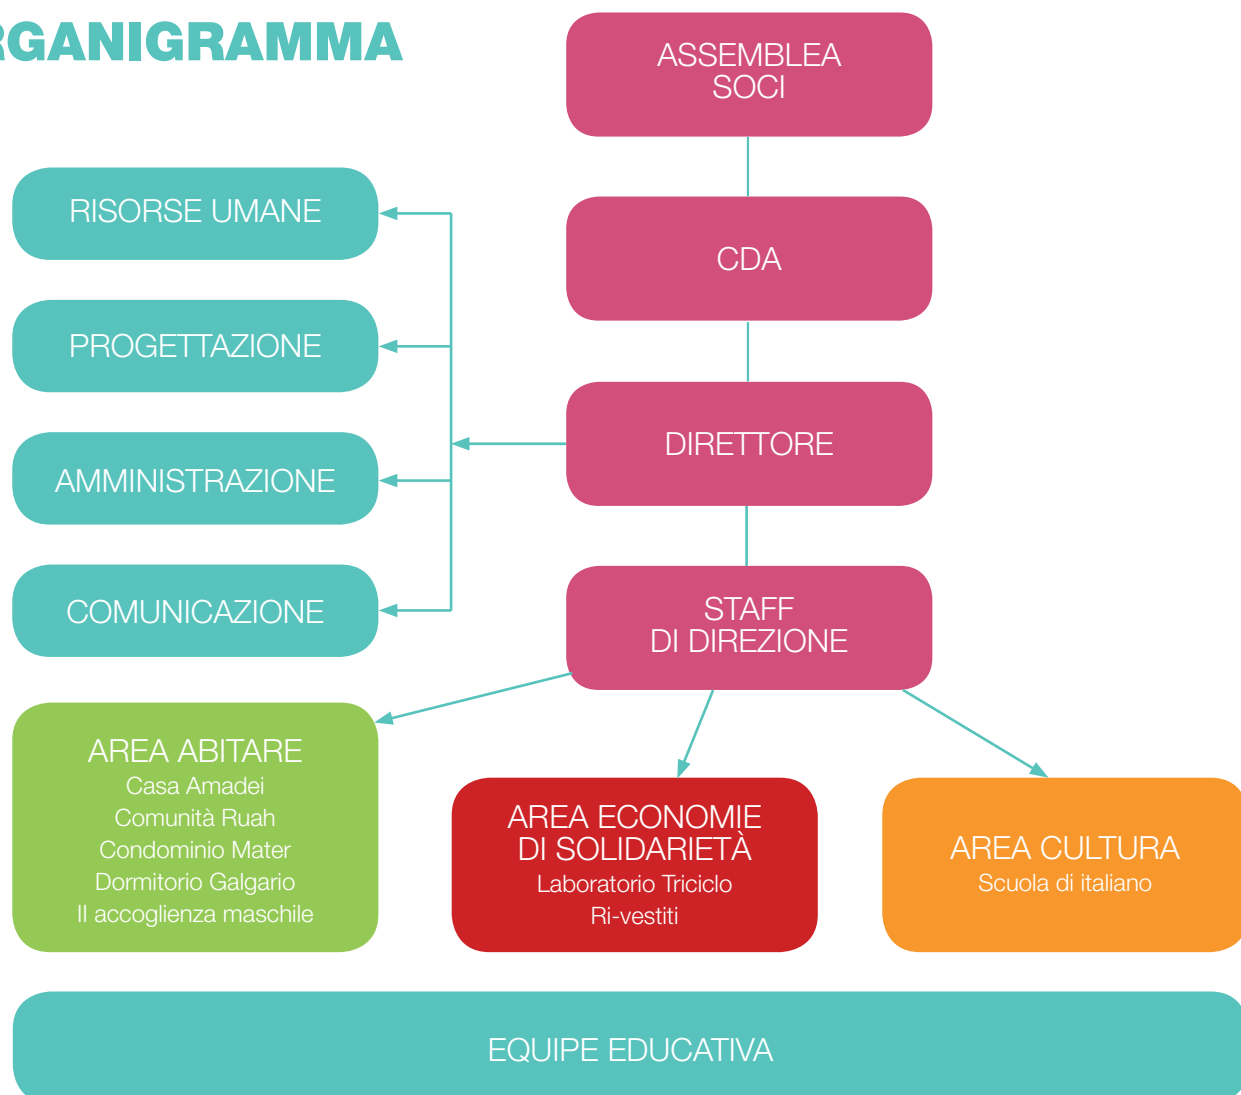 RGANIGRAMMA
ASSEMBLEA
SOCI
CDA
DIRETTORE
STAFF
DI DIREZIONE
RISORSE UMANE
PROGETTAZIONE
AMMINISTRAZIONE
COMUNICAZIONE
AREA ABITARE
Casa Amadei
Comunità Ruah
Condominio Mater
Dormitorio Galgario
II accoglienza maschile
AREA ECONOMIE
DI SOLIDARIETÀ
Laboratorio Triciclo
Ri-vestiti
AREA CULTURA
Scuola di italiano
EQUIPE EDUCATIVA